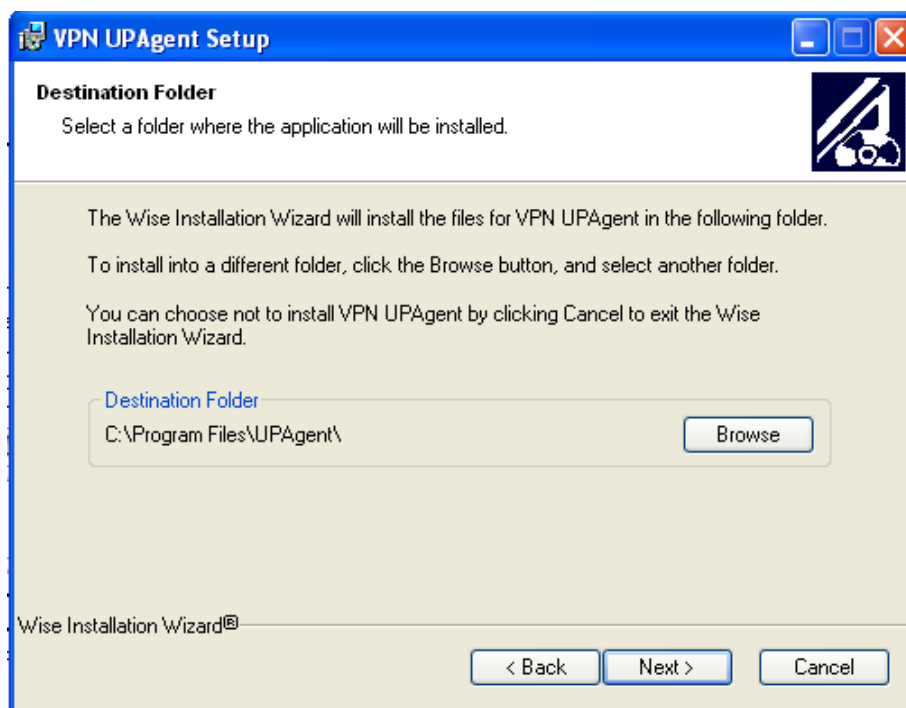 VPN UPAgent Setup
Destination Folder
Select a folder where the application will be installed.
The Wise Installation Wizard will install the files for VPN UPAgent in the following folder.
To install into a different folder, click the Browse button, and select another folder.
You can choose not to install VPN UPAgent by clicking Cancel to exit the Wise
Installation Wizard.
Destination Folder
C:\Program Files\UPAgent\
Browse
Wise Installation Wizard®
< Back
Next >
Cancel